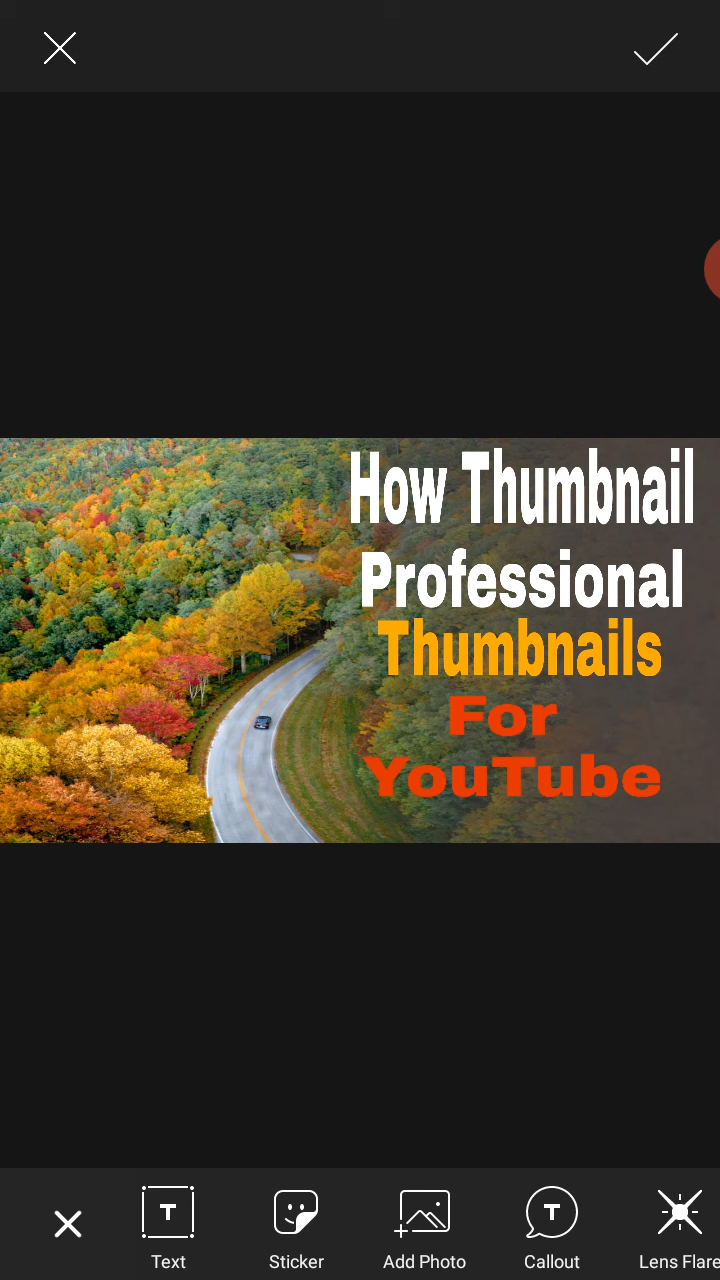 How Thumbnail
Professional
Thumbnails
For
YouTube
T
T
Text
Sticker
Add Photo
Callout
Lens Flare